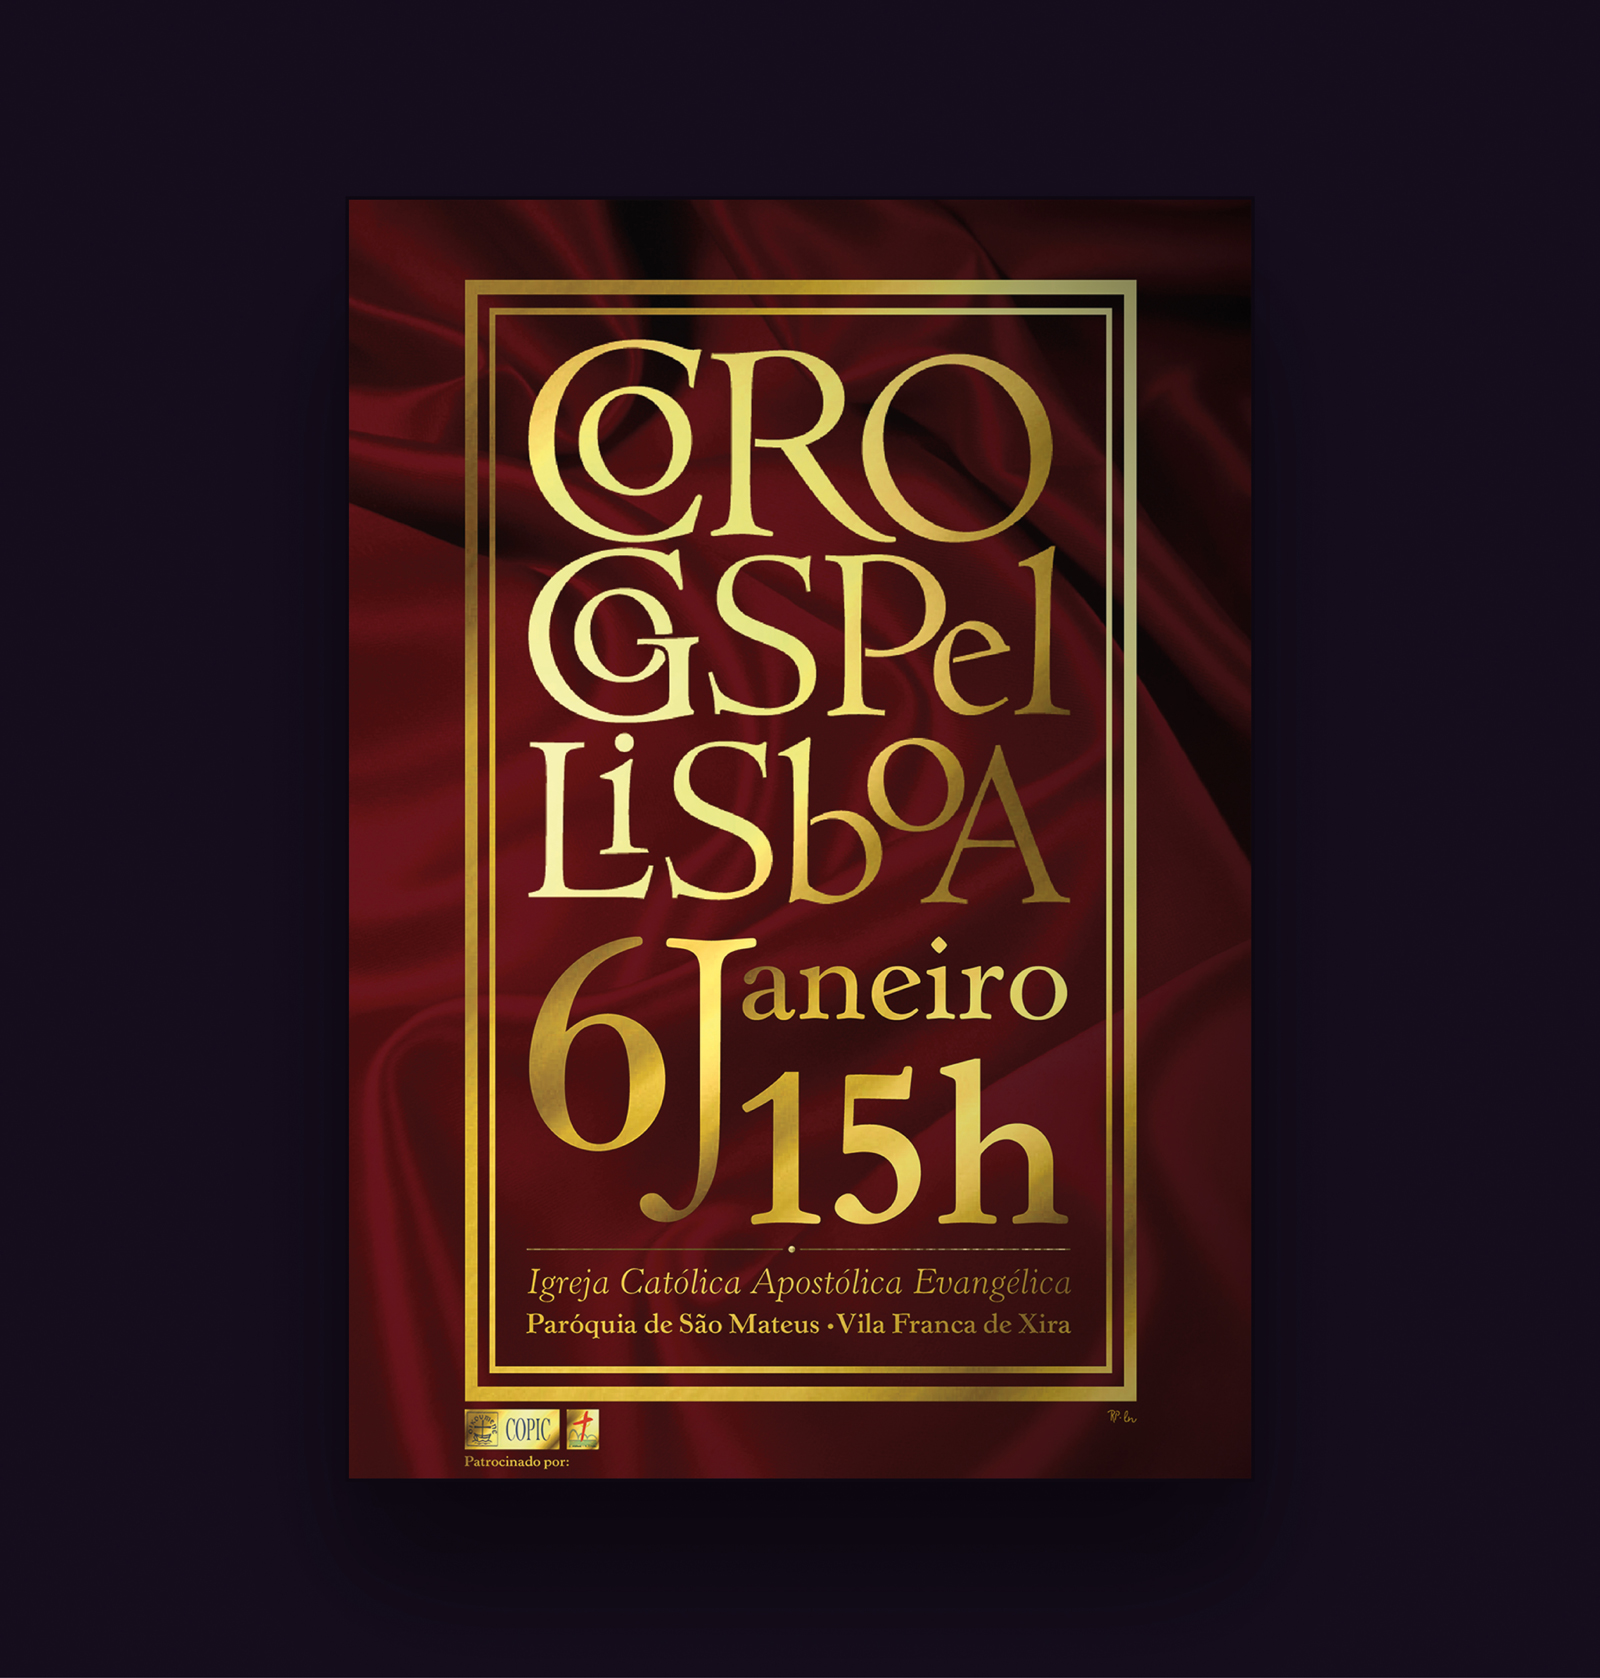 CoRO
GoSPel
LiSboA
6 Janeiro
15h
Igreja Católica Apostólica Evangélica
Paróquia de São Mateus • Vila Franca de Xira
COPIC
Patrocinado por: